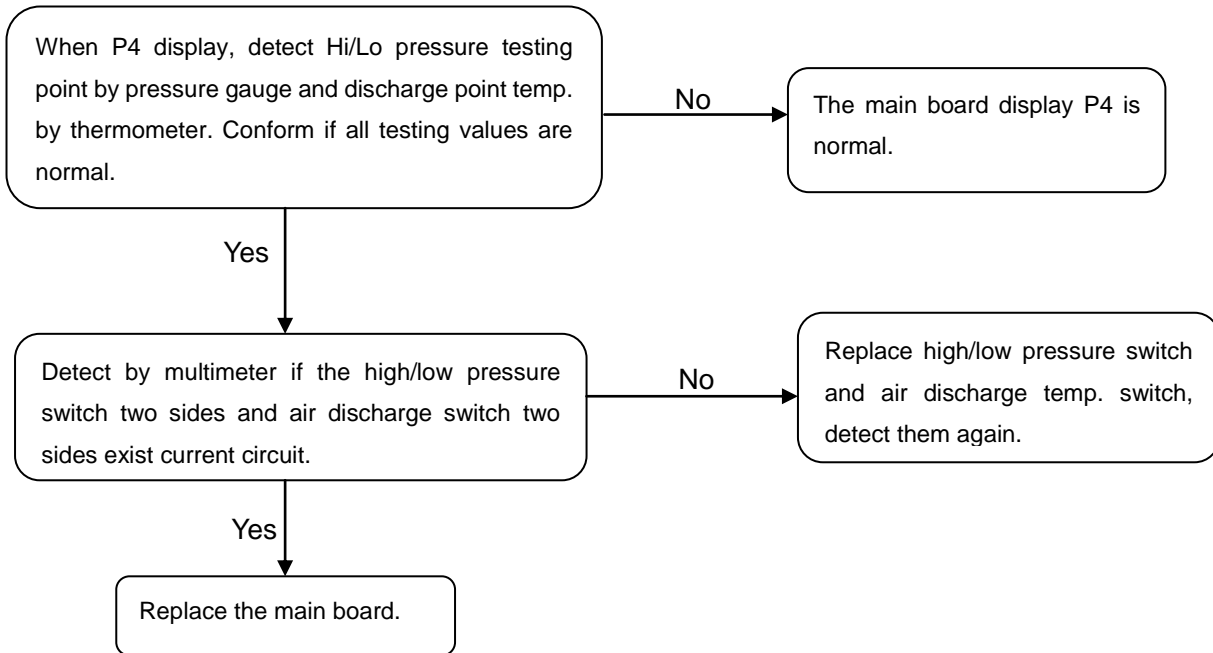 When P4 display, detect Hi/Lo pressure testing
point by pressure gauge and discharge point temp.
by thermometer. Conform if all testing values are
normal.
No
The main board display P4 is
normal.
Yes
Detect by multimeter if the high/low pressure
switch two sides and air discharge switch two
sides exist current circuit.
No
Replace high/low pressure switch
and air discharge temp. switch,
detect them again.
Yes
Replace the main board.